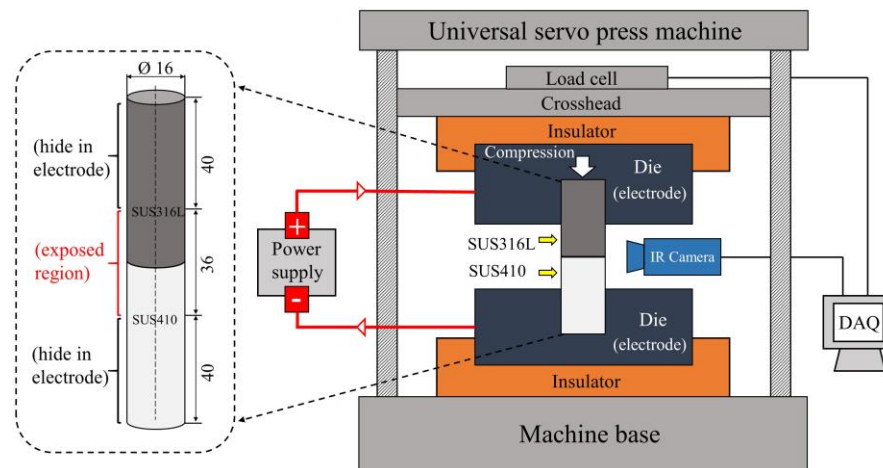 Ø 16
(hide in
electrode)
40
SUS316L
(exposed
region)
36
SUS410
(hide in
electrode)
40
Universal servo press machine
Load cell
Crosshead
Insulator
Compression
Die
(electrode)
+
Power
supply
-
SUS316L
SUS410
IR Camera
DAQ
Die
(electrode)
Insulator
Machine base